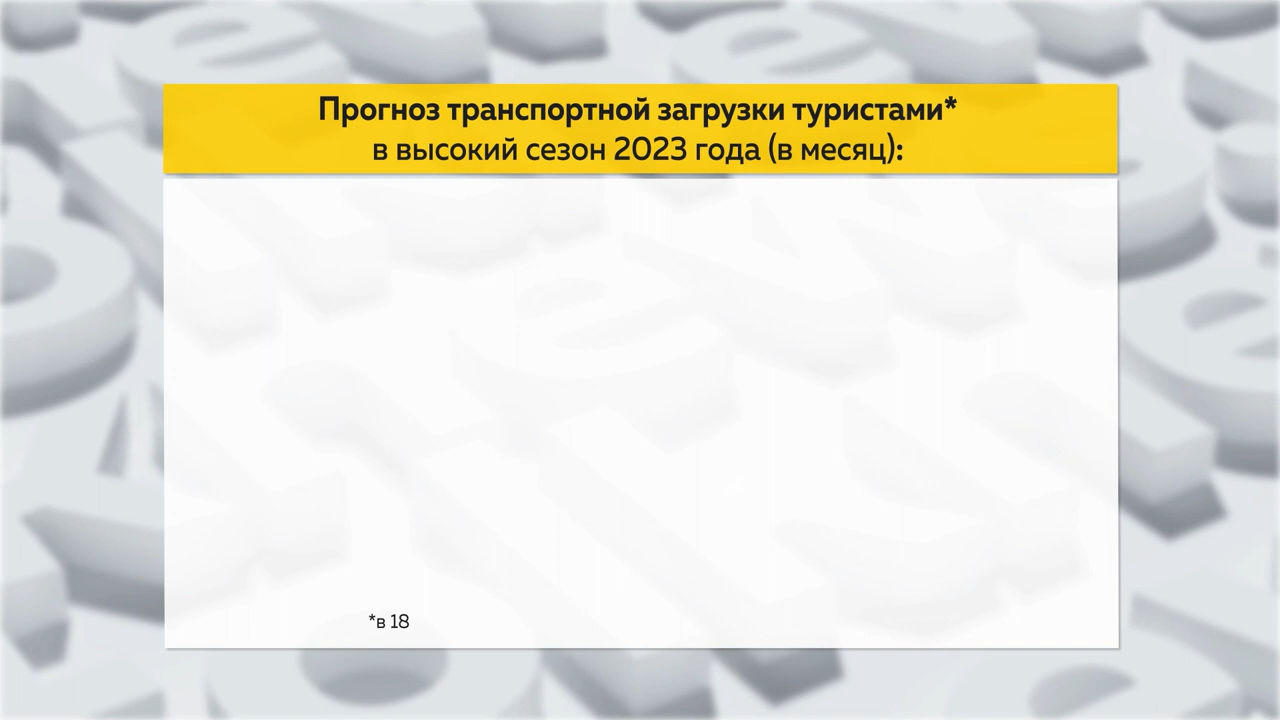 Прогноз транспортной загрузки туристами*
в высокий сезон 2023 года (в месяц):
*в 18